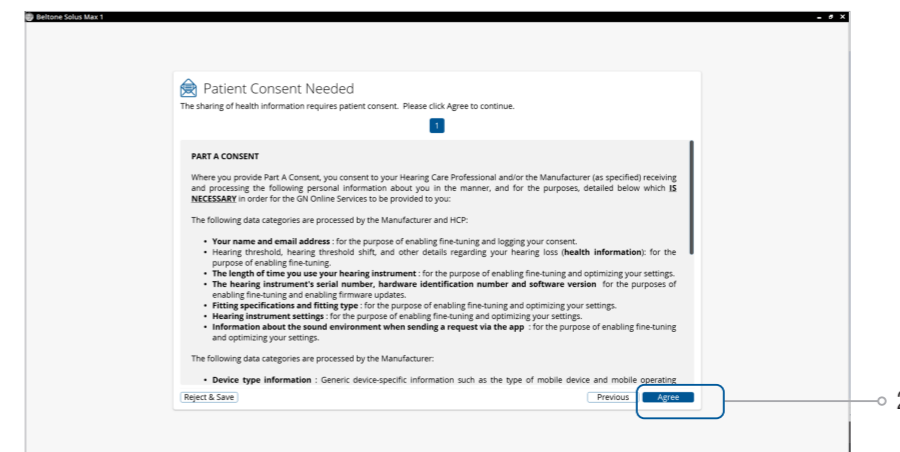 Beltone Solus Max 1
Patient Consent Needed
The sharing of health information requires patient consent. Please click Agree to continue.
1
PART A CONSENT
Where you provide Part A Consent, you consent to your Hearing Care Professional and/or the Manufacturer (as specified) receiving
and processing the following personal information about you in the manner, and for the purposes, detailed below which IS
NECESSARY in order for the GN Online Services to be provided to you:
The following data categories are processed by the Manufacturer and HCP:
• Your name and email address : for the purpose of enabling fine-tuning and logging your consent.
• Hearing threshold, hearing threshold shift, and other details regarding your hearing loss (health information): for the
purpose of enabling fine-tuning.
• The length of time you use your hearing instrument : for the purpose of enabling fine-tuning and optimizing your settings.
• The hearing instrument's serial number, hardware identification number and software version for the purposes of
enabling fine-tuning and enabling firmware updates.
• Fitting specifications and fitting type : for the purpose of enabling fine-tuning and optimizing your settings.
• Hearing instrument settings : for the purpose of enabling fine-tuning and optimizing your settings.
• Information about the sound environment when sending a request via the app : for the purpose of enabling fine-tuning
and optimizing your settings.
The following data categories are processed by the Manufacturer:
• Device type information : Generic device-specific information such as the type of mobile device and mobile operating
Reject & Save
Previous
Agree
2